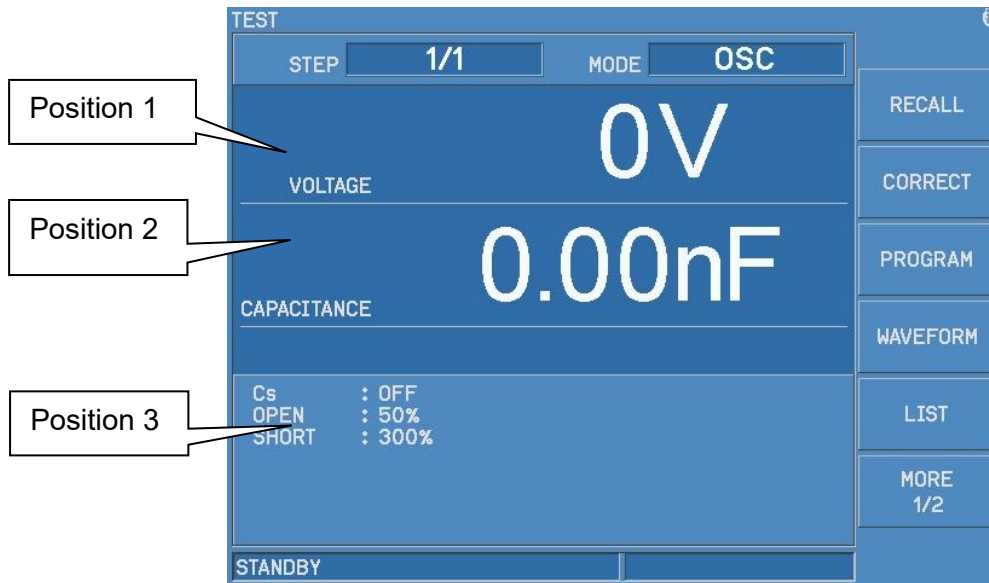 TEST
STEP 1/1 MODE OSC
Position 1
0V
VOLTAGE
Position 2
0.00nF
CAPACITANCE
Position 3
Cs : OFF
OPEN : 50%
SHORT : 300%
STANDBY
RECALL
CORRECT
PROGRAM
WAVEFORM
LIST
MORE
1/2